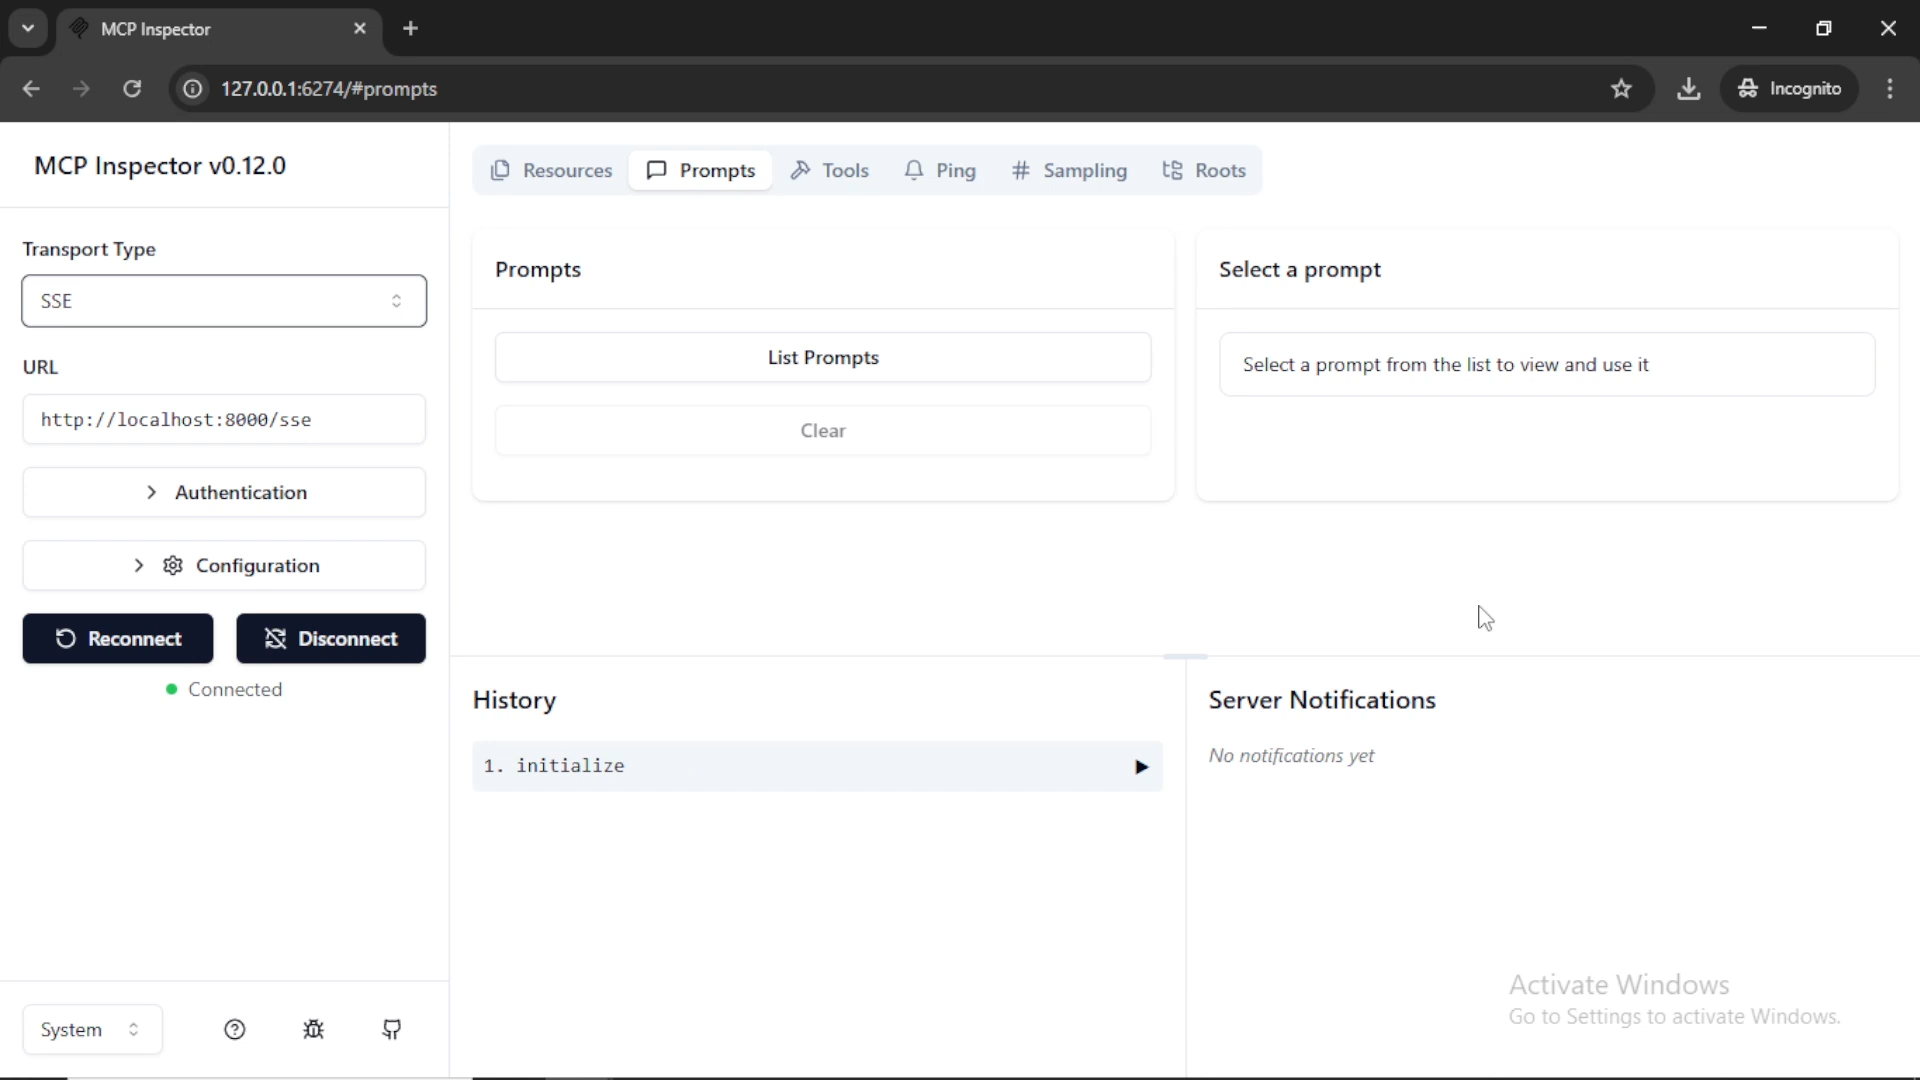 MCP Inspector
127.0.0.1:6274/#prompts
Incognito
MCP Inspector v0.12.0
Transport Type
SSE
URL
http://localhost:8000/sse
Authentication
Configuration
Reconnect
Disconnect
Connected
System
Resources
Prompts
Tools
Ping
Sampling
Roots
Prompts
List Prompts
Clear
Select a prompt
Select a prompt from the list to view and use it
History
1. initialize
Server Notifications
No notifications yet
Activate Windows
Go to Settings to activate Windows.